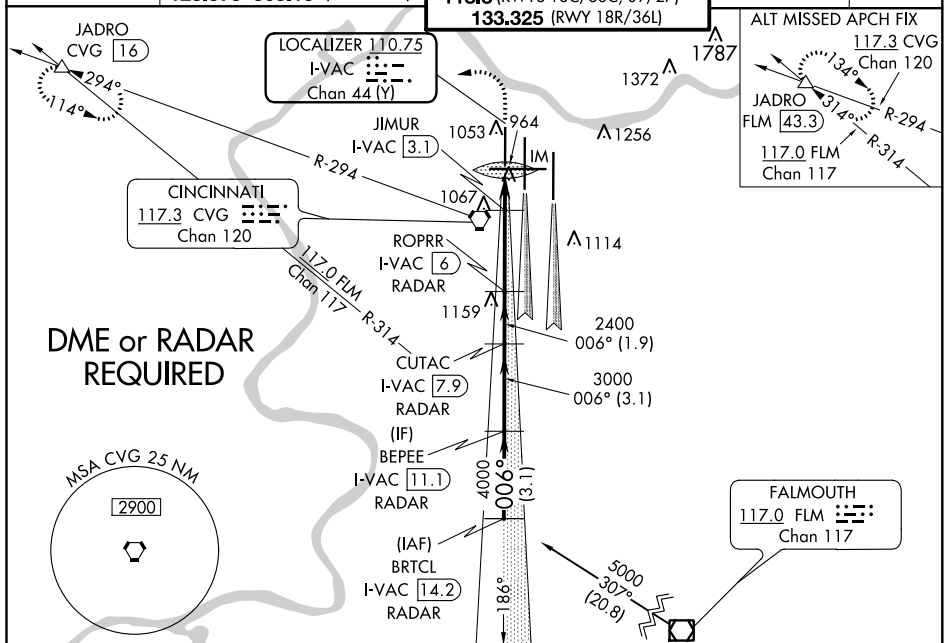 133.325 (RWY 18R/36L)
JADRO
CVG 16
294°
114°
LOCALIZER 110.75
I-VAC
Chan 44 (Y)
R-294
JIMUR
I-VAC 3.1
1053
964
IM
1067
1372
1787
1256
1114
ALT MISSED APCH FIX
117.3 CVG
Chan 120
134°
JADRO
FLM 43.3
314°
R-294
R-314
117.0 FLM
Chan 117
CINCINNATI
117.3 CVG
Chan 120
117.0 FLM
Chan 117
R-314
ROPRR
I-VAC 6
RADAR
1159
2400
006° (1.9)
DME or RADAR
REQUIRED
CUTAC
I-VAC 7.9
RADAR
3000
006° (3.1)
(IF)
BEPEE
I-VAC 11.1
RADAR
4000
006°
(3.1)
MSA CVG 25 NM
2900
(IAF)
BRTCL
I-VAC 14.2
RADAR
186°
FALMOUTH
117.0 FLM
Chan 117
5000
307°
(20.8)